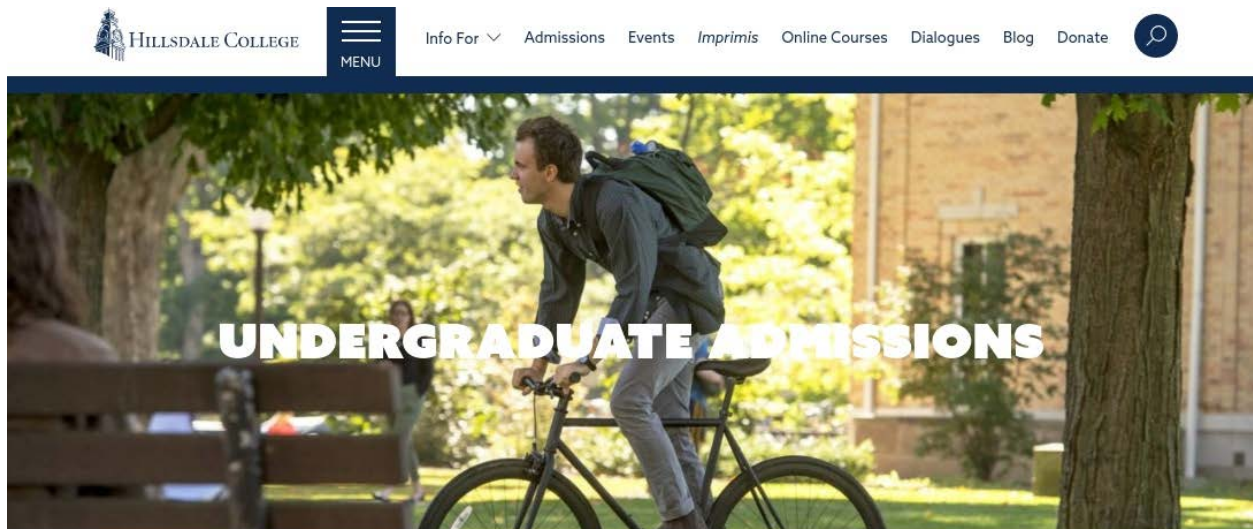 HILLSDALE COLLEGE
MENU
Info For Admissions Events Imprimis Online Courses Dialogues Blog Donate
UNDERGRADUATE ADMISSIONS